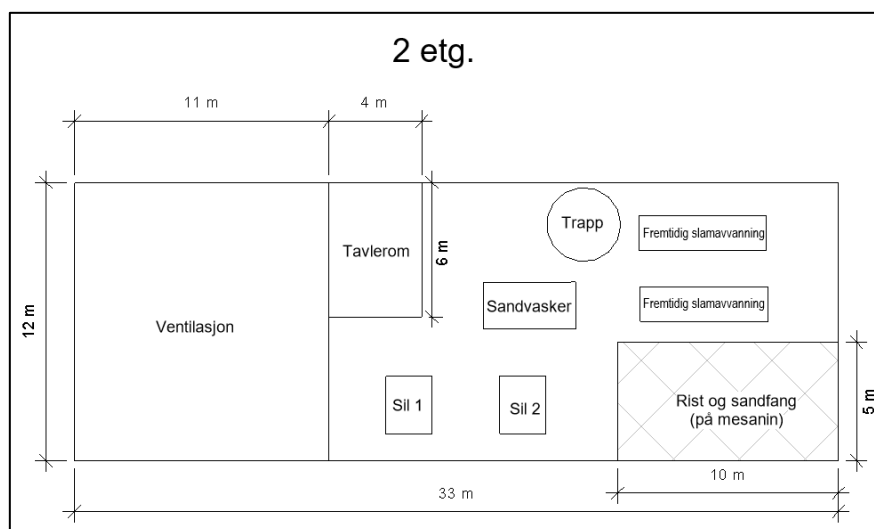 2 etg.
11 m
4 m
Trapp
Fremtidig slamavvanning
Tavlerom
6 m
Sandvasker
Fremtidig slamavvanning
12 m
Ventilasjon
Sil 1
Sil 2
Rist og sandfang
(på mesanin)
5 m
10 m
33 m